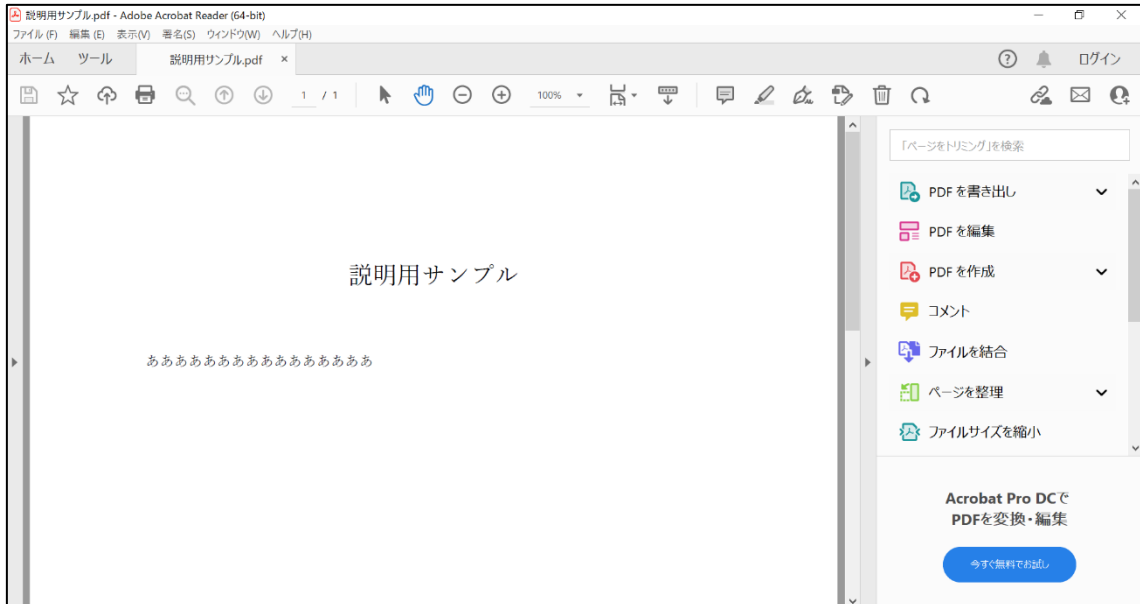 説明用サンプル.pdf - Adobe Acrobat Reader (64-bit)
ファイル(F) 編集(E) 表示(V) 署名(S) ウィンドウ(W) ヘルプ(H)
ホーム ツール 説明用サンプル.pdf × ログイン
1 / 1 100%
「ページをトリミング」を検索
PDF を書き出し
PDF を編集
説明用サンプル
PDF を作成
コメント
ファイルを結合
ああああああああああああああああ
ページを整理
ファイルサイズを縮小
Acrobat Pro DCで
PDFを変換・編集
今すぐ無料でお試し